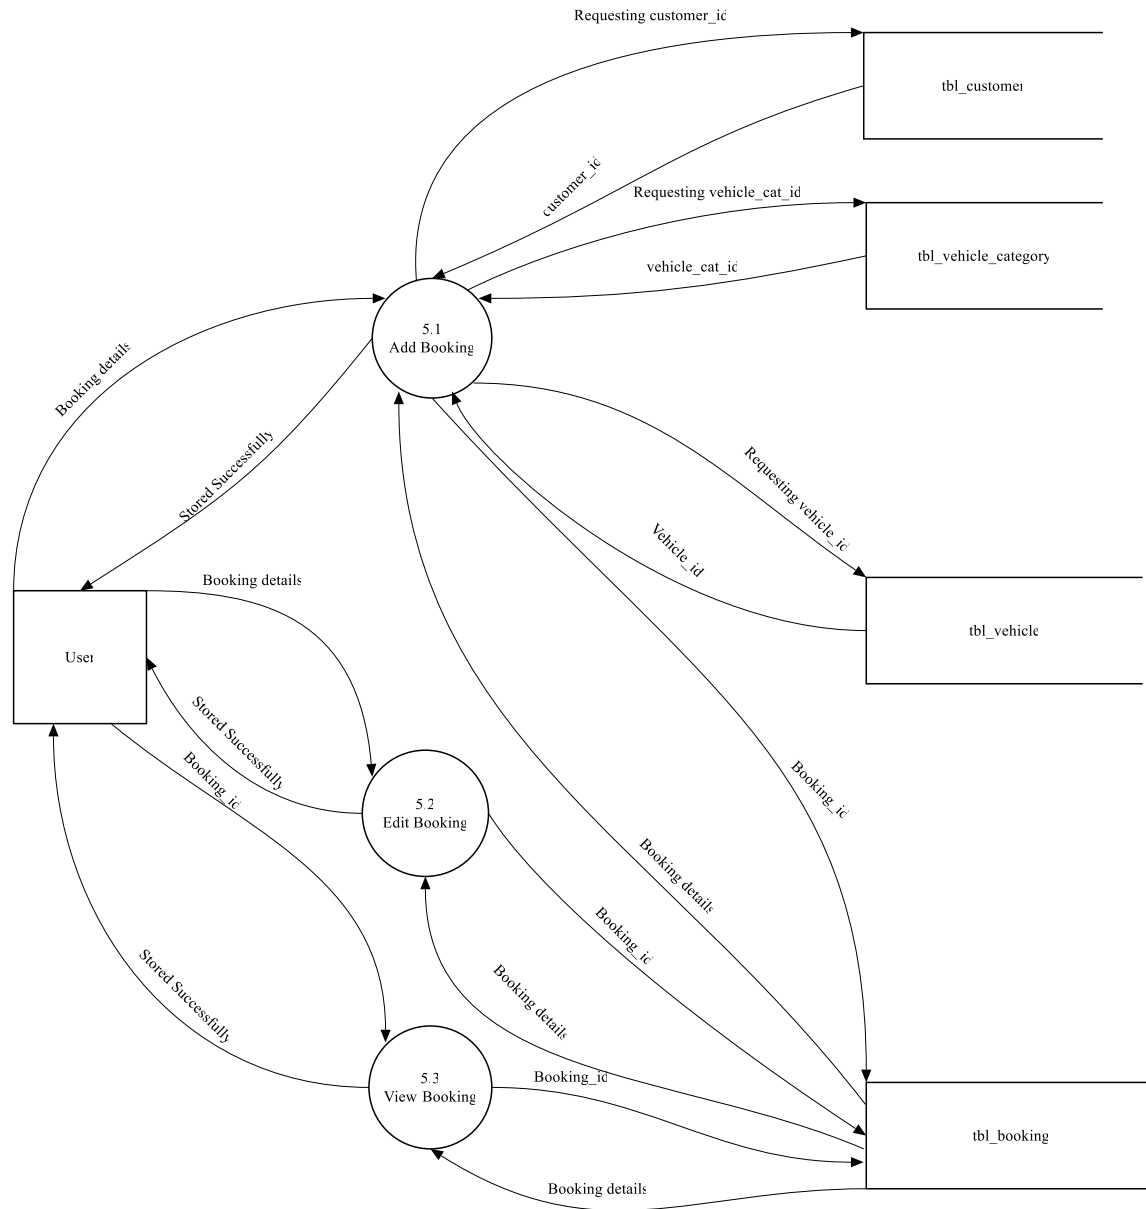 Requesting customer_id
tbl_customer
customer_id
Requesting vehicle_cat_id
tbl_vehicle_category
vehicle_cat_id
5.1
Add Booking
Booking details
Stored Successfully
Requesting vehicle_id
Vehicle_id
Booking details
User
tbl_vehicle
Stored Successfully
Booking_id
5.2
Edit Booking
Booking_id
Booking details
Booking_id
Booking details
Stored Successfully
5.3
View Booking
Booking_id
tbl_booking
Booking details